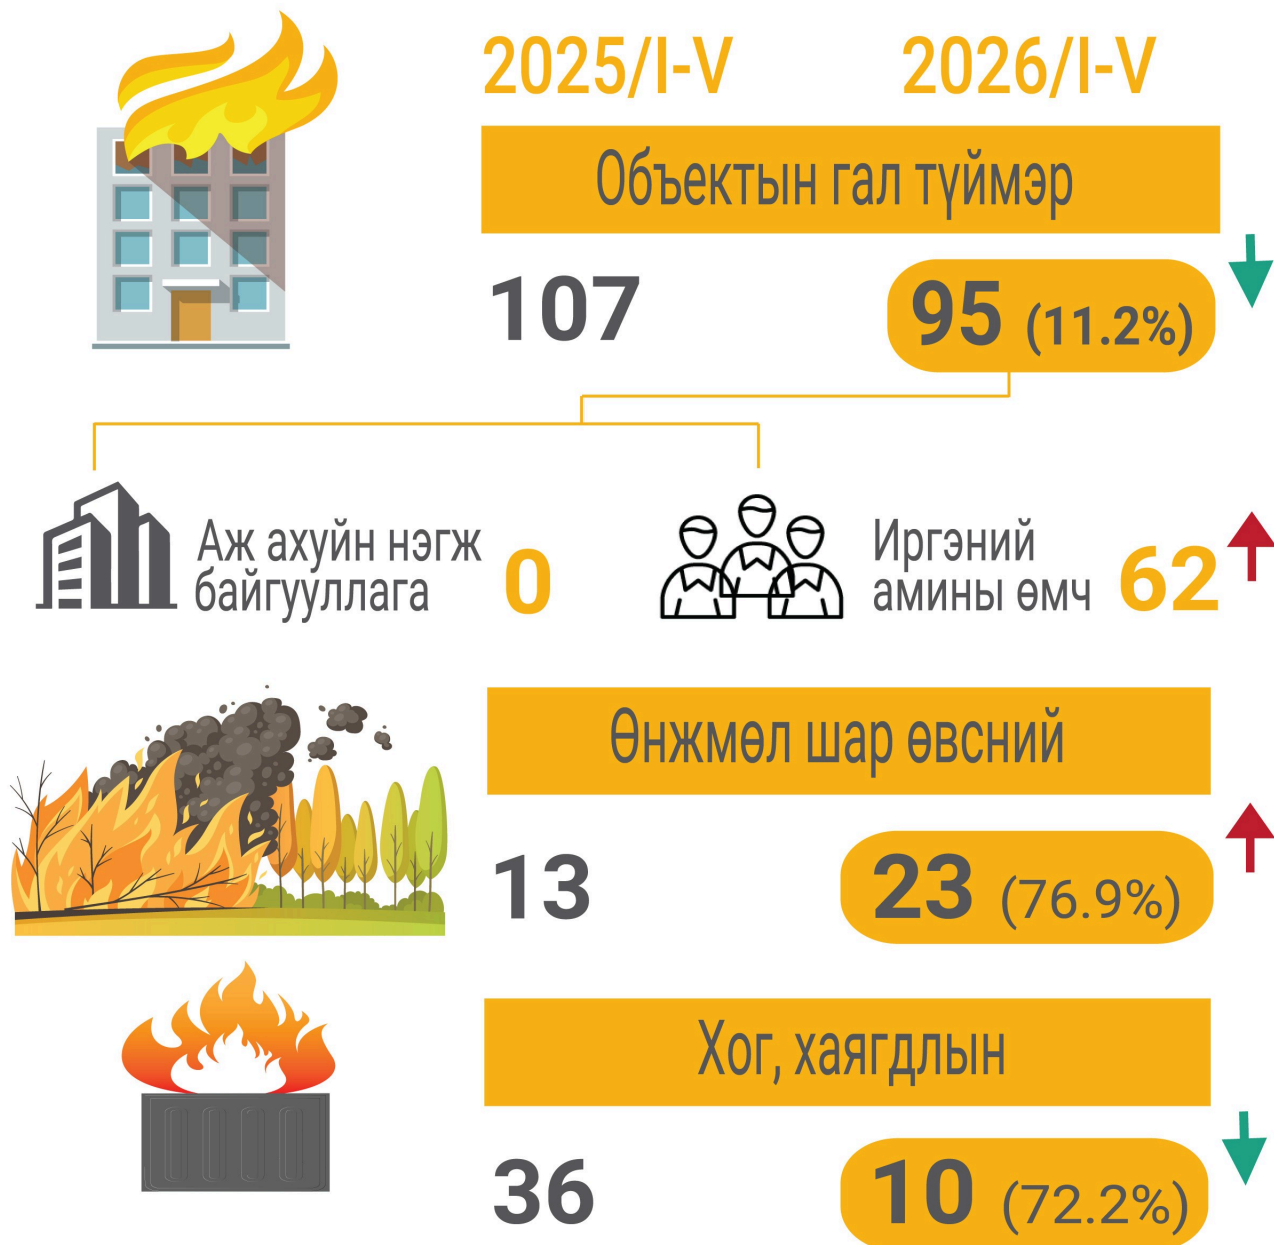 2025/I-V 2026/I-V
Объектын гал түймэр
107 95 (11.2%)
Аж ахуйн нэгж
байгууллага 0
Иргэний
амины өмч 62
Өнжмөл шар өвсний
13 23 (76.9%)
Хог, хаягдлын
36 10 (72.2%)